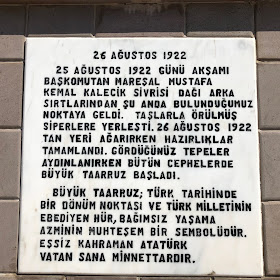 26 AĞUSTOS 1922
25 AĞUSTOS 1922 GÜNÜ AKŞAMI
BAŞKOMUTAN MAREŞAL MUSTAFA
KEMAL KALECİK SİVRİSİ DAĞI ARKA
SIRTLARINDAN ŞU ANDA BULUNDUĞUMUZ
NOKTAYA GELDİ. TAŞLARLA ÖRÜLMÜŞ
SİPERLERE YERLEŞTİ. 26 AĞUSTOS 1922
TAN YERİ AĞARIRKEN HAZIRLIKLAR
TAMAMLANDI. GÖRDÜĞÜNÜZ TEPELER
AYDINLANIRKEN BÜTÜN CEPHELERDE
BÜYÜK TAARRUZ BAŞLADI.
BÜYÜK TAARRUZ; TÜRK TARİHİNDE
BİR DÖNÜM NOKTASI VE TÜRK MİLLETİNİN
EBEDİYEN HÜR, BAĞIMSIZ YAŞAMA
AZMİNİN MUHTEŞEM BİR SEMBOLÜDÜR.
EŞSİZ KAHRAMAN ATATÜRK
VATAN SANA MİNNETTARDIR.